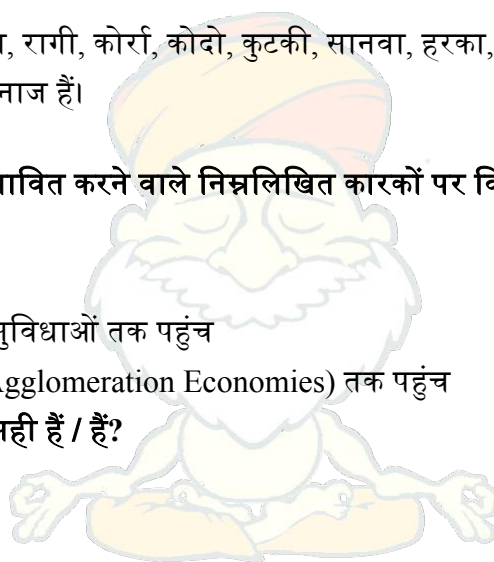 रागी, कोर्रा, कोदो, कुटकी, सानवा, हरका,
नाज हैं।
ावित करने वाले निम्नलिखित कारकों पर वि
सुविधाओं तक पहुंच
Agglomeration Economies) तक पहुंच
सही हैं / हैं?